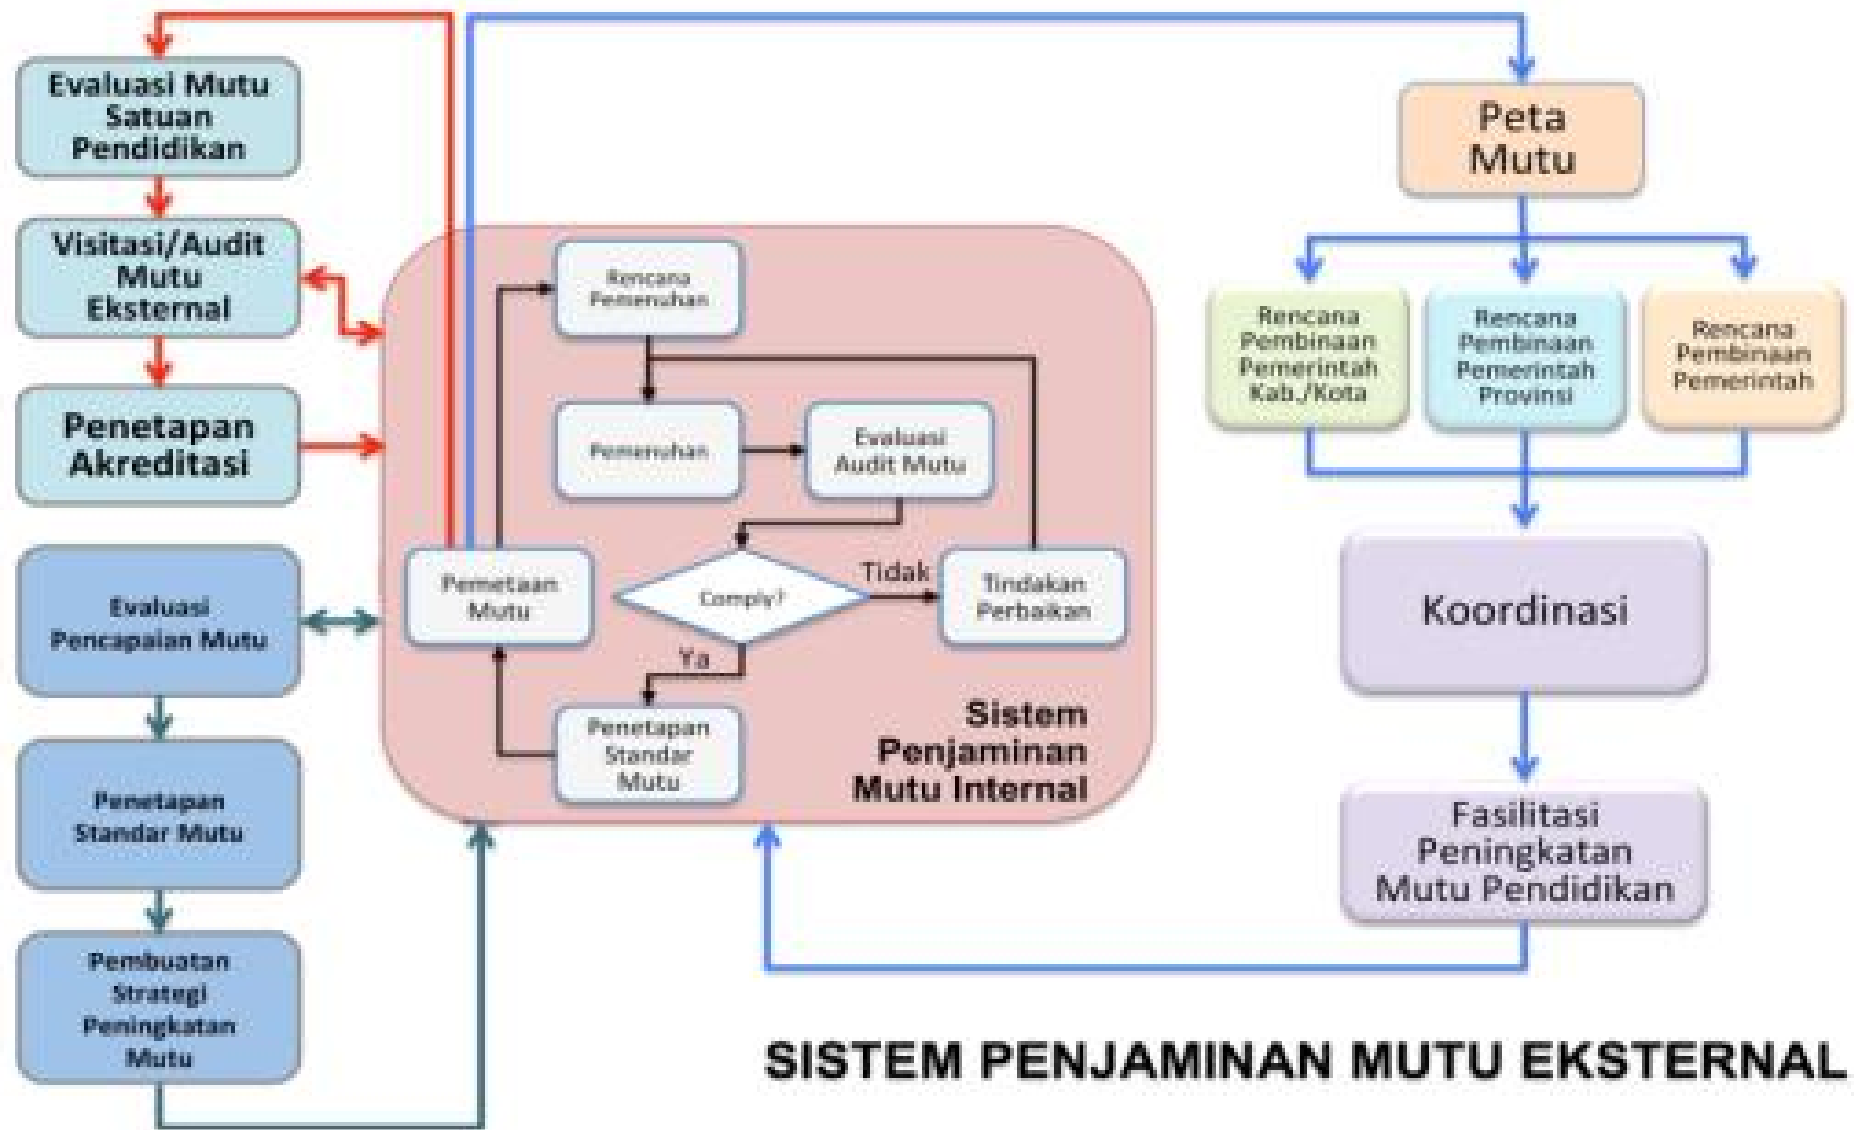 Evaluasi Mutu
Satuan
Pendidikan
Visitasi/Audit
Mutu
Eksternal
Penetapan
Akreditasi
Evaluasi
Pencapaian Mutu
Penetapan
Standar Mutu
Pembuatan
Strategi
Peningkatan
Mutu
Rencana
Pemenuhan
Pemenuhan
Evaluasi
Audit Mutu
Pemetaan
Mutu
Comply?
Tidak
Tindakan
Perbaikan
Ya
Penetapan
Standar
Mutu
Sistem
Penjaminan
Mutu Internal
Peta
Mutu
Rencana
Pembinaan
Pemerintah
Kab./Kota
Rencana
Pembinaan
Pemerintah
Provinsi
Rencana
Pembinaan
Pemerintah
Koordinasi
Fasilitasi
Peningkatan
Mutu Pendidikan
SISTEM PENJAMINAN MUTU EKSTERNAL